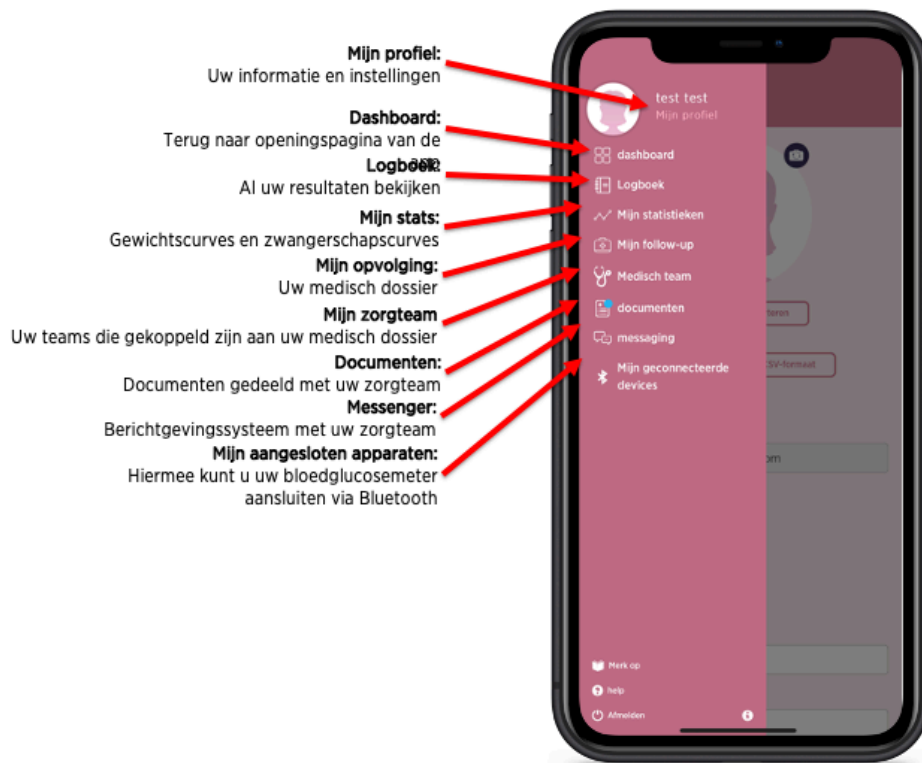 Mijn profiel:
Uw informatie en instellingen
Dashboard:
Terug naar openingspagina van de
Logboek:
Al uw resultaten bekijken
Mijn stats:
Gewichtscurves en zwangerschapscurves
Mijn opvolging:
Uw medisch dossier
Mijn zorgteam
Uw teams die gekoppeld zijn aan uw medisch dossier
Documenten:
Documenten gedeeld met uw zorgteam
Messenger:
Berichtgevingssysteem met uw zorgteam
Mijn aangesloten apparaten:
Hiermee kunt u uw bloedglucosemeter
aansluiten via Bluetooth
test test
Mijn profiel
dashboard
Logboek
Mijn statistieken
Mijn follow-up
Medisch team
documenten
messaging
Mijn geconnecteerde
devices
Merk op
help
Afmelden
CSV-formaat